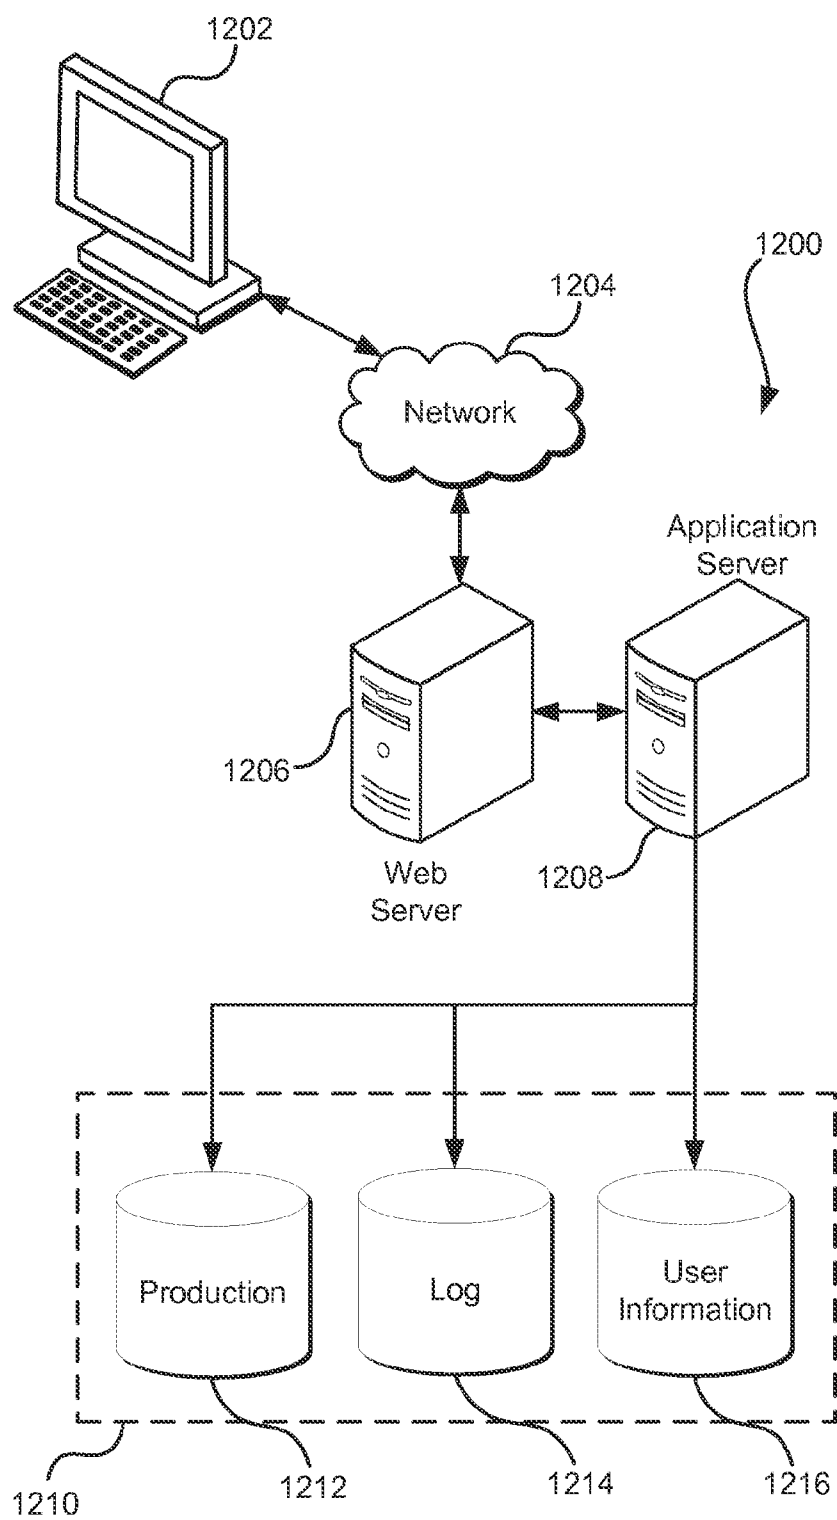 1202
1200
1204
Network
Application
Server
1206
1208
Web
Server
Production
Log
User
Information
1210
1212
1214
1216